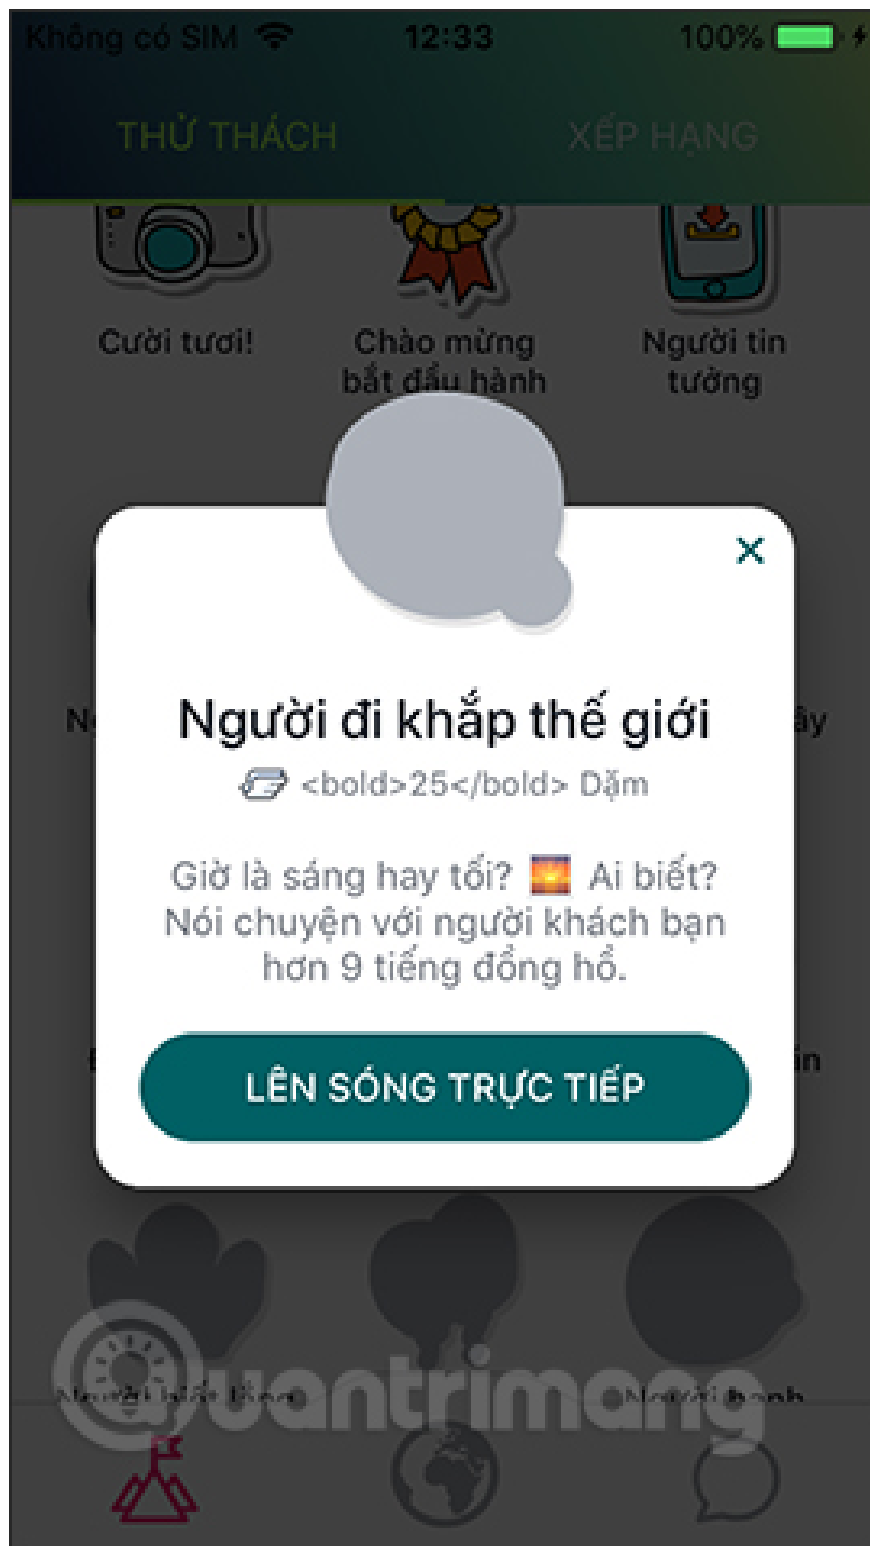 Không có SIM 12:33 100%
THỬ THÁCH XẾP HẠNG
Cười tươi! Chào mừng Người tin
bắt đầu hành tưởng
Người đi khắp thế giới
<bold>25</bold> Dặm
Giờ là sáng hay tối? 🌅 Ai biết?
Nói chuyện với người khách bạn
hơn 9 tiếng đồng hồ.
LÊN SÓNG TRỰC TIẾP
Quantrimang